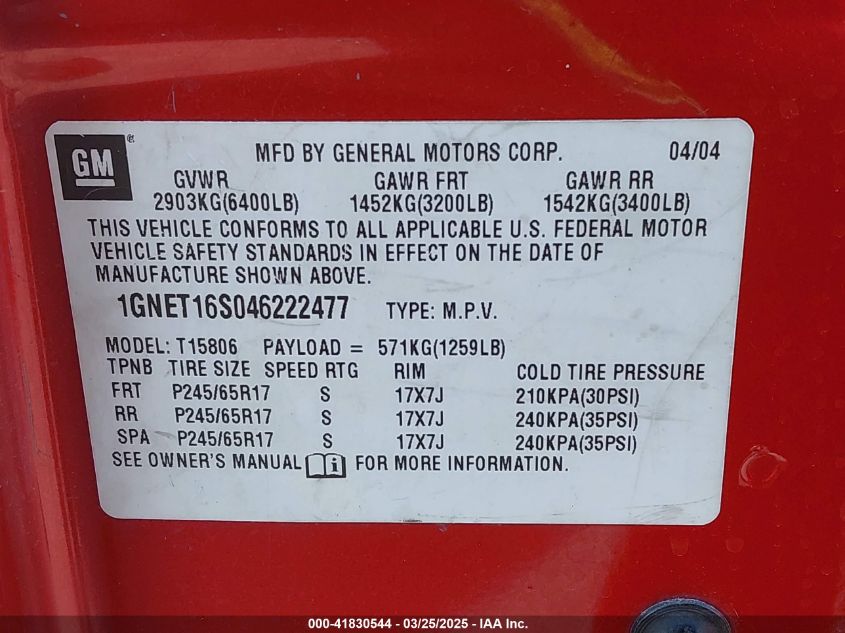 GM ® MFD BY GENERAL MOTORS CORP. 04/04
GVWR GAWR FRT GAWR RR
2903KG(6400LB) 1452KG(3200LB) 1542KG(3400LB)
THIS VEHICLE CONFORMS TO ALL APPLICABLE U.S. FEDERAL MOTOR
VEHICLE SAFETY STANDARDS IN EFFECT ON THE DATE OF
MANUFACTURE SHOWN ABOVE.
1GNET16S046222477 TYPE: M.P.V.
MODEL: T15806 PAYLOAD = 571KG(1259LB)
TPNB TIRE SIZE SPEED RTG RIM COLD TIRE PRESSURE
FRT P245/65R17 S 17X7J 210KPA(30PSI)
RR P245/65R17 S 17X7J 240KPA(35PSI)
SPA P245/65R17 S 17X7J 240KPA(35PSI)
SEE OWNER'S MANUAL i FOR MORE INFORMATION.
000-41830544 / 03/25/2025 - IAA Inc.